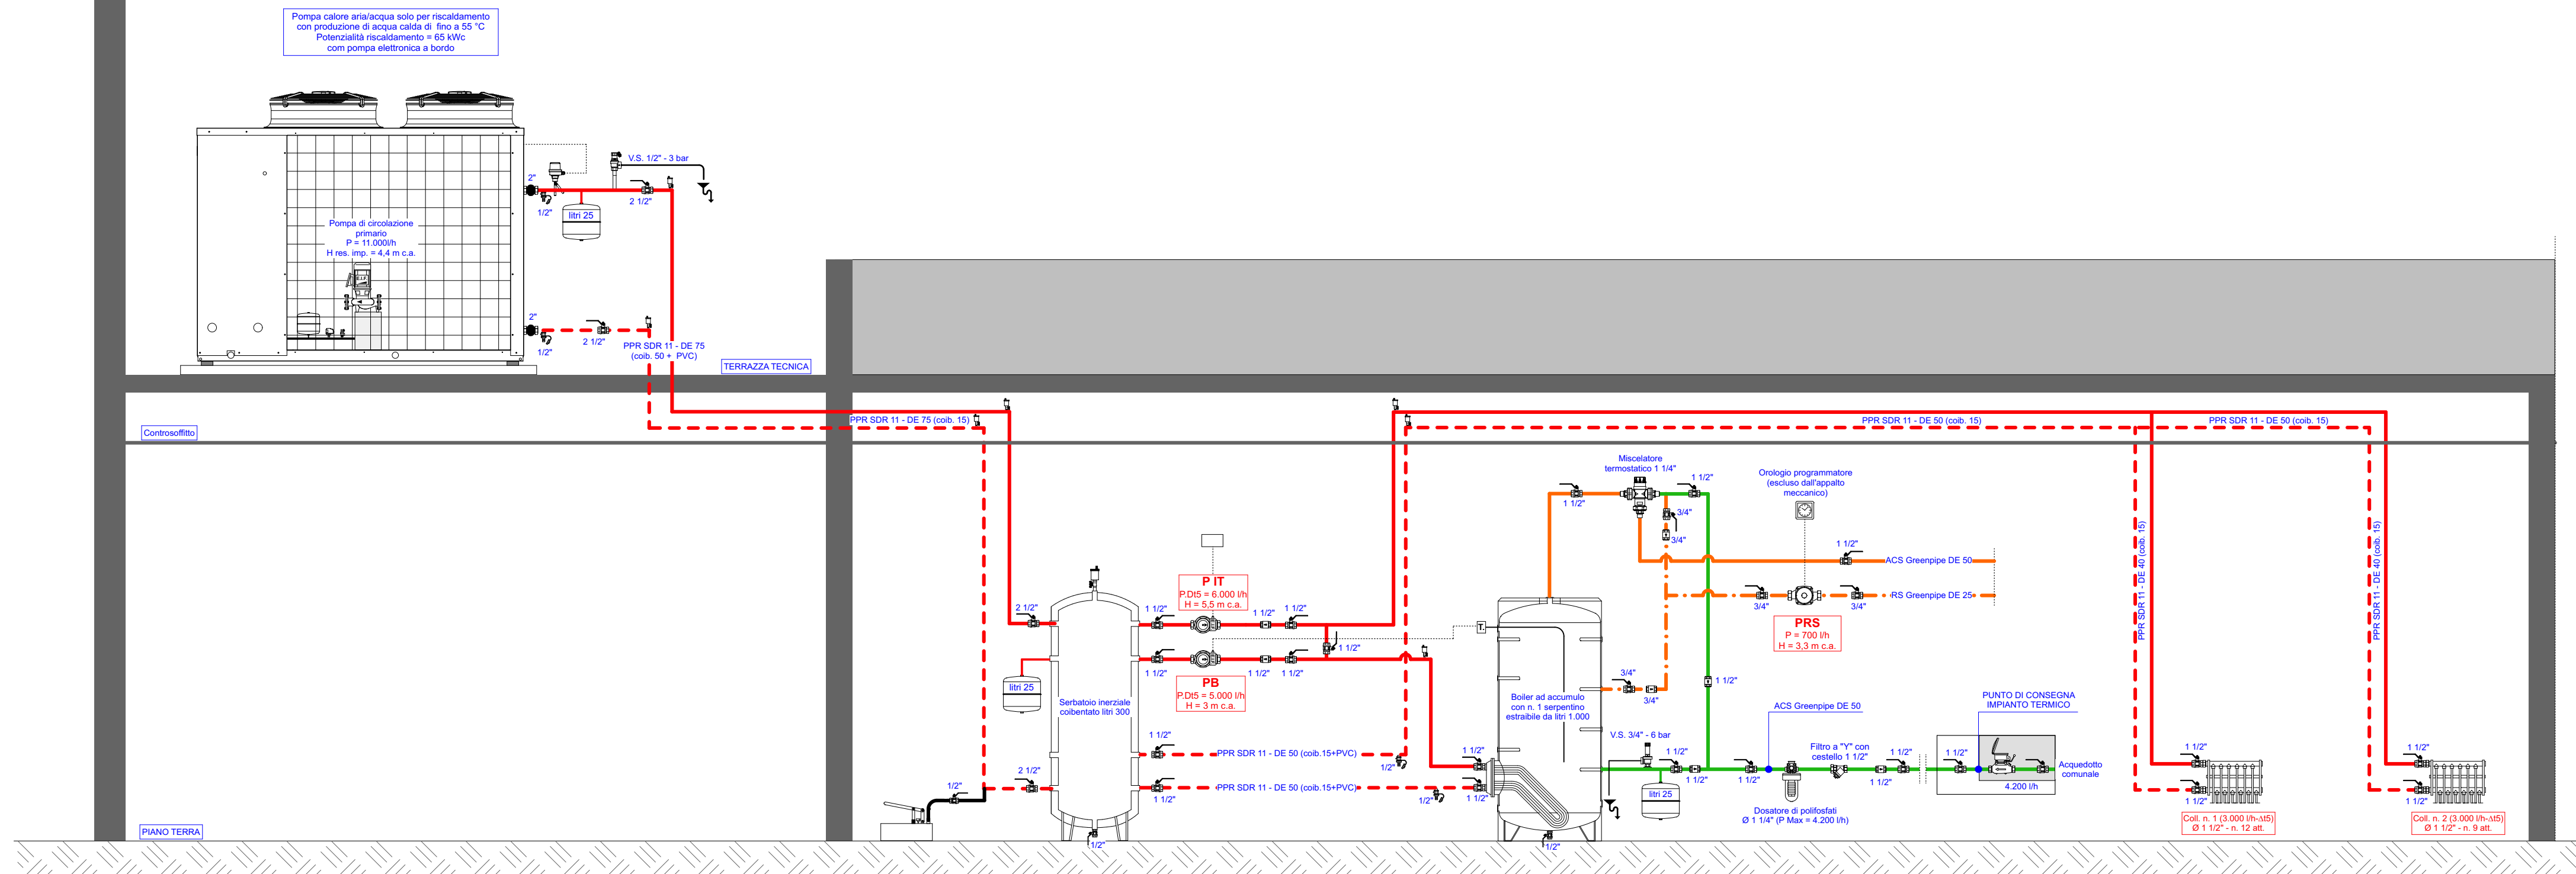 Pompa calore aria/acqua solo per riscaldamento
con produzione di acqua calda di  fino a 55 °C
Potenzialità riscaldamento = 65 kWc
com pompa elettronica a bordo
V.S. 1/2" - 3 bar
2"
1/2"
litri 25
2 1/2"
Pompa di circolazione
primario
P = 11.000l/h
H res. imp. = 4,4 m c.a.
2"
1/2"
2 1/2"
PPR SDR 11 - DE 75
(coib. 50 +  PVC)
TERRAZZA TECNICA
Controsoffitto
PPR SDR 11 - DE 75 (coib. 15)
PPR SDR 11 - DE 50 (coib. 15)
PPR SDR 11 - DE 50 (coib. 15)
Miscelatore
termostatico 1 1/4"
1 1/2"
1 1/2"
3/4"
3/4"
Orologio programmatore
(escluso dall'appalto
meccanico)
1 1/2"
ACS Greenpipe DE 50
3/4"
3/4"
RS Greenpipe DE 25
PRS
P = 700 l/h
H = 3,3 m c.a.
PPR SDR 11 - DE 40 (coib. 15)
PPR SDR 11 - DE 40 (coib. 15)
P IT
P.Dt5 = 6.000 l/h
H = 5,5 m c.a.
2 1/2"
1 1/2"
1 1/2"
1 1/2"
1 1/2"
T.
1 1/2"
1 1/2"
1 1/2"
PB
P.Dt5 = 5.000 l/h
H = 3 m c.a.
litri 25
Serbatoio inerziale
coibentato litri 300
Boiler ad accumulo
con n. 1 serpentino
estraibile da litri 1.000
3/4"
3/4"
1 1/2"
ACS Greenpipe DE 50
PUNTO DI CONSEGNA
IMPIANTO TERMICO
V.S. 3/4" - 6 bar
1 1/2"
1 1/2"
1 1/2"
Filtro a "Y" con
cestello 1 1/2"
1 1/2"
1 1/2"
1 1/2"
Acquedotto
comunale
4.200 l/h
litri 25
Dosatore di polifosfati
Ø 1 1/4" (P Max = 4.200 l/h)
1 1/2"
PPR SDR 11 - DE 50 (coib.15+PVC)
1/2"
1 1/2"
2 1/2"
1 1/2"
PPR SDR 11 - DE 50 (coib.15+PVC)
1/2"
1 1/2"
1/2"
1/2"
1/2"
1 1/2"
1 1/2"
Coll. n. 1 (3.000 l/h-Δt5)
Ø 1 1/2" - n. 12 att.
1 1/2"
1 1/2"
Coll. n. 2 (3.000 l/h-Δt5)
Ø 1 1/2" - n. 9 att.
PIANO TERRA